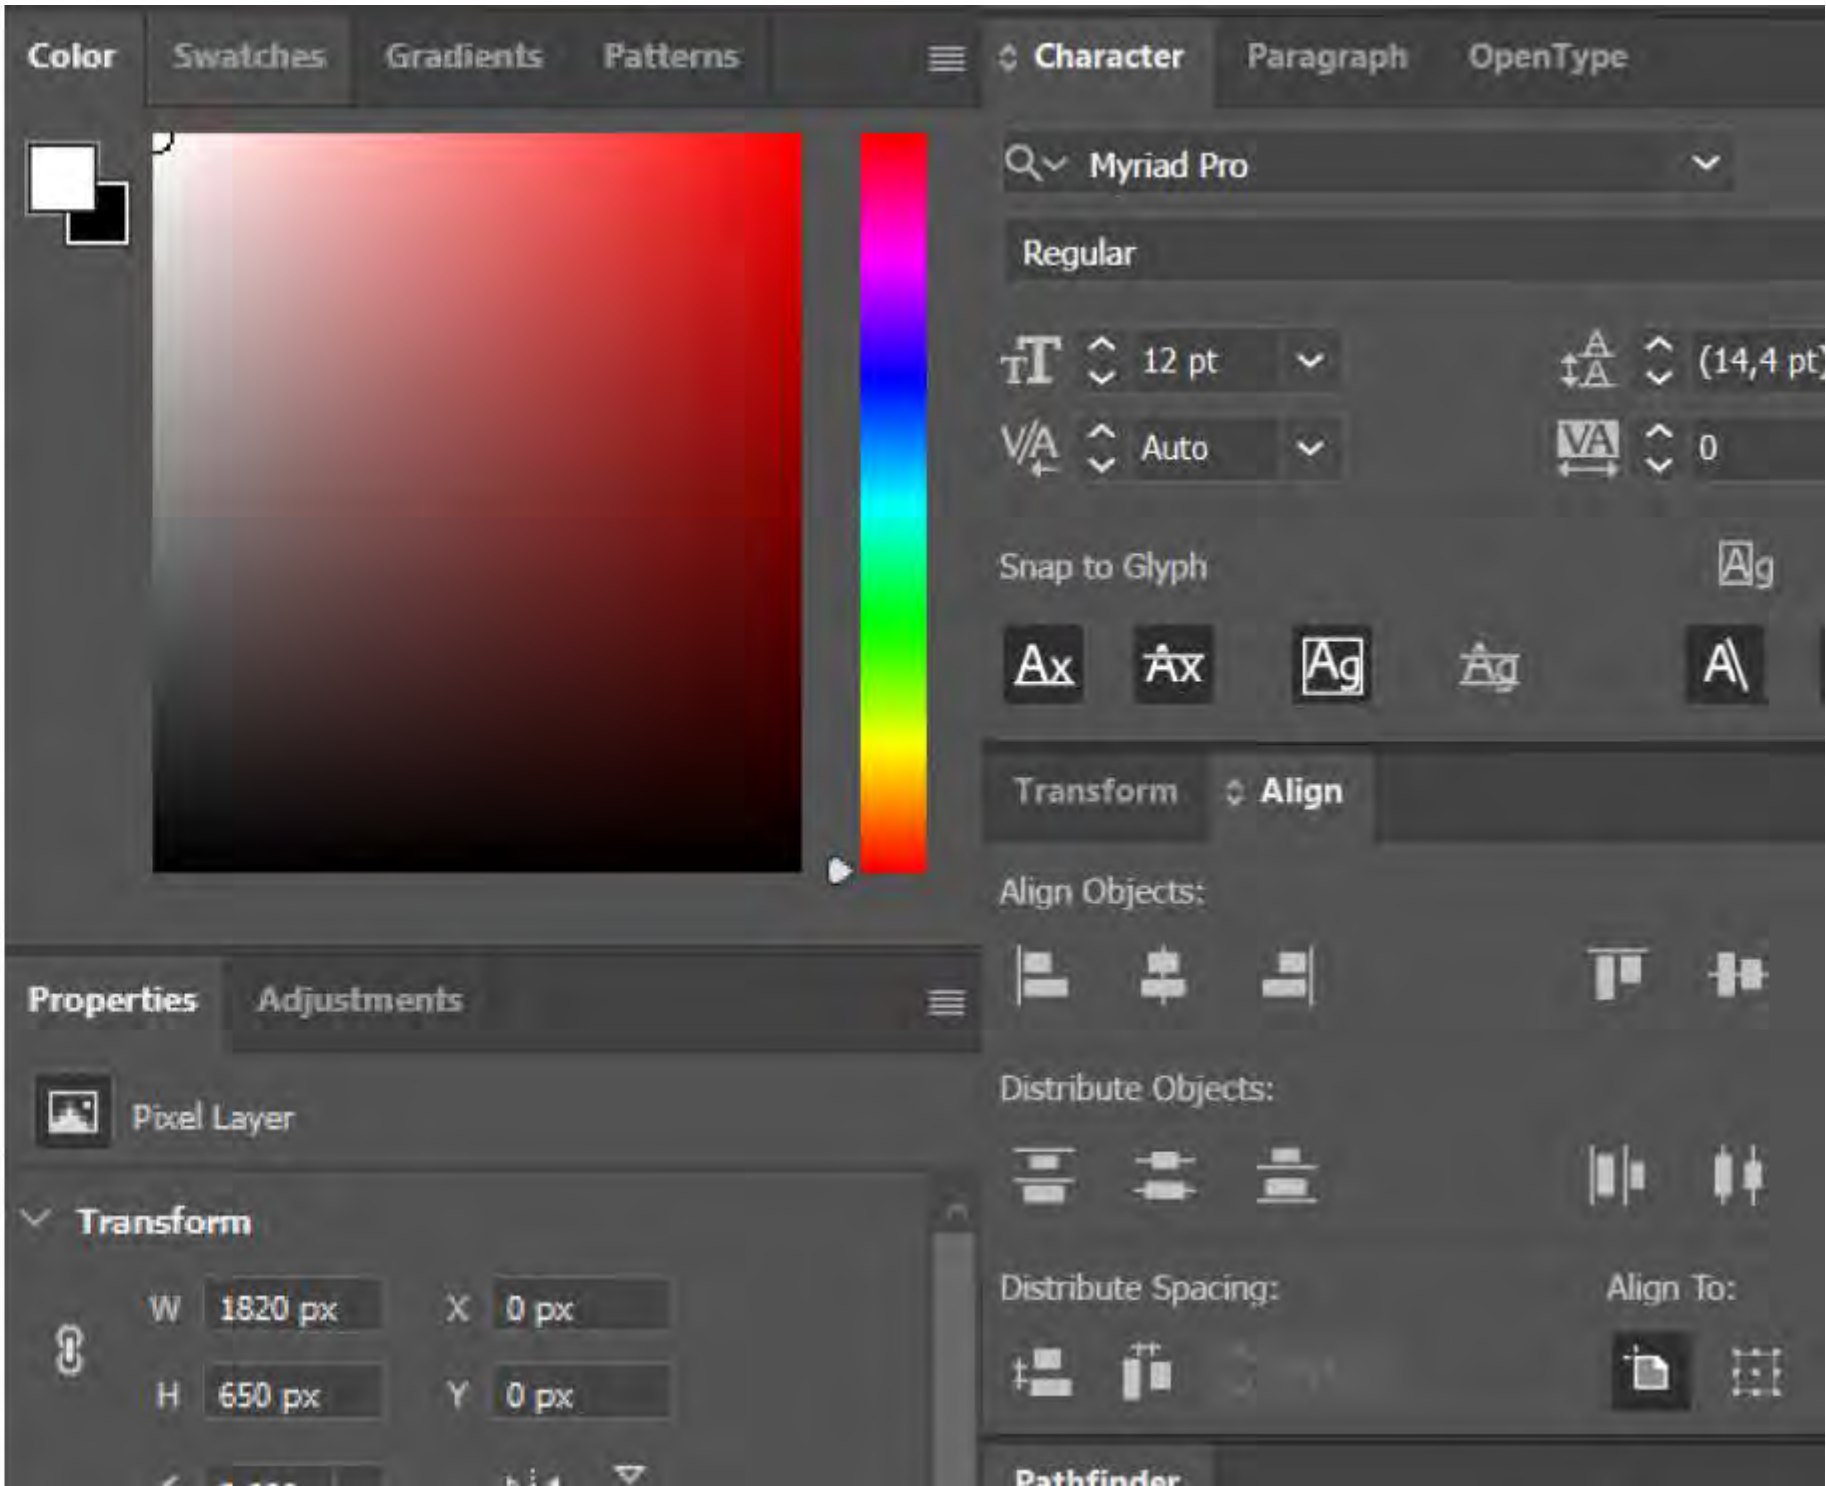 Color Swatches Gradients Patterns
Properties Adjustments
Pixel Layer
Transform
W 1820 px X 0 px
H 650 px Y 0 px
Character Paragraph OpenType
Myriad Pro
Regular
12 pt (14,4 pt)
Auto 0
Snap to Glyph
Transform Align
Align Objects:
Distribute Objects:
Distribute Spacing: Align To:
Pathfinder